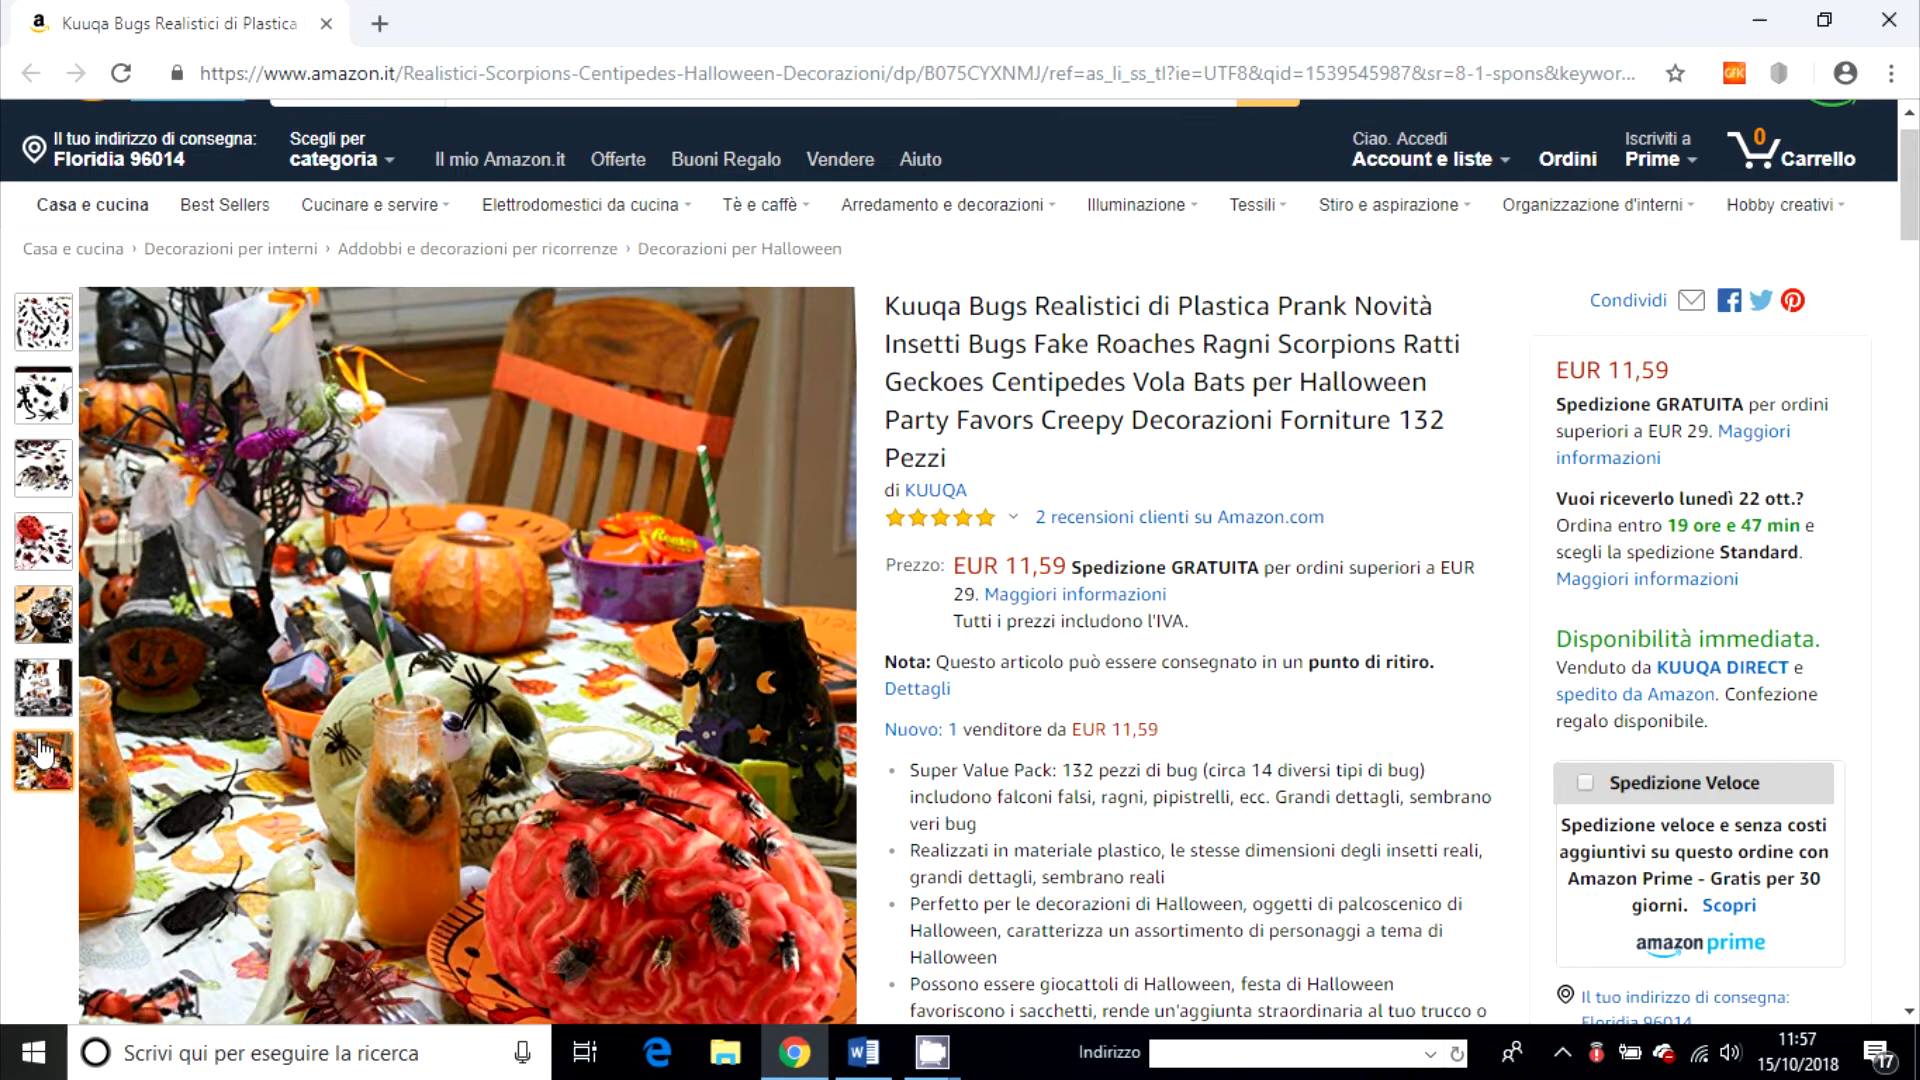 Kuuqa Bugs Realistici di Plastica
https://www.amazon.it/Realistici-Scorpions-Centipedes-Halloween-Decorazioni/dp/B075CYXNMJ/ref=as_li_ss_tl?ie=UTF8&qid=1539545987&sr=8-1-spons&keywor...
GfK
Il tuo indirizzo di consegna:
Floridia 96014
Scegli per
categoria
Il mio Amazon.it Offerte Buoni Regalo Vendere Aiuto
Ciao. Accedi
Account e liste
Ordini
Iscriviti a
Prime
0
Carrello
Casa e cucina Best Sellers Cucinare e servire Elettrodomestici da cucina Tè e caffè Arredamento e decorazioni Illuminazione Tessili Stiro e aspirazione Organizzazione d'interni Hobby creativi
Casa e cucina › Decorazioni per interni › Addobbi e decorazioni per ricorrenze › Decorazioni per Halloween
Reese's
Kuuqa Bugs Realistici di Plastica Prank Novità
Insetti Bugs Fake Roaches Ragni Scorpions Ratti
Geckoes Centipedes Vola Bats per Halloween
Party Favors Creepy Decorazioni Forniture 132
Pezzi
di KUUQA
2 recensioni clienti su Amazon.com
Prezzo: EUR 11,59 Spedizione GRATUITA per ordini superiori a EUR
29. Maggiori informazioni
Tutti i prezzi includono l'IVA.
Nota: Questo articolo può essere consegnato in un punto di ritiro.
Dettagli
Nuovo: 1 venditore da EUR 11,59
• Super Value Pack: 132 pezzi di bug (circa 14 diversi tipi di bug)
includono falconi falsi, ragni, pipistrelli, ecc. Grandi dettagli, sembrano
veri bug
• Realizzati in materiale plastico, le stesse dimensioni degli insetti reali,
grandi dettagli, sembrano reali
• Perfetto per le decorazioni di Halloween, oggetti di palcoscenico di
Halloween, caratterizza un assortimento di personaggi a tema di
Halloween
• Possono essere giocattoli di Halloween, festa di Halloween
favoriscono i sacchetti, rende un'aggiunta straordinaria al tuo trucco o
Condividi
EUR 11,59
Spedizione GRATUITA per ordini
superiori a EUR 29. Maggiori
informazioni
Vuoi riceverlo lunedì 22 ott.?
Ordina entro 19 ore e 47 min e
scegli la spedizione Standard.
Maggiori informazioni
Disponibilità immediata.
Venduto da KUUQA DIRECT e
spedito da Amazon. Confezione
regalo disponibile.
Spedizione Veloce
Spedizione veloce e senza costi
aggiuntivi su questo ordine con
Amazon Prime - Gratis per 30
giorni. Scopri
amazon prime
Il tuo indirizzo di consegna:
Floridia 96014
Scrivi qui per eseguire la ricerca
Indirizzo
11:57
15/10/2018
17